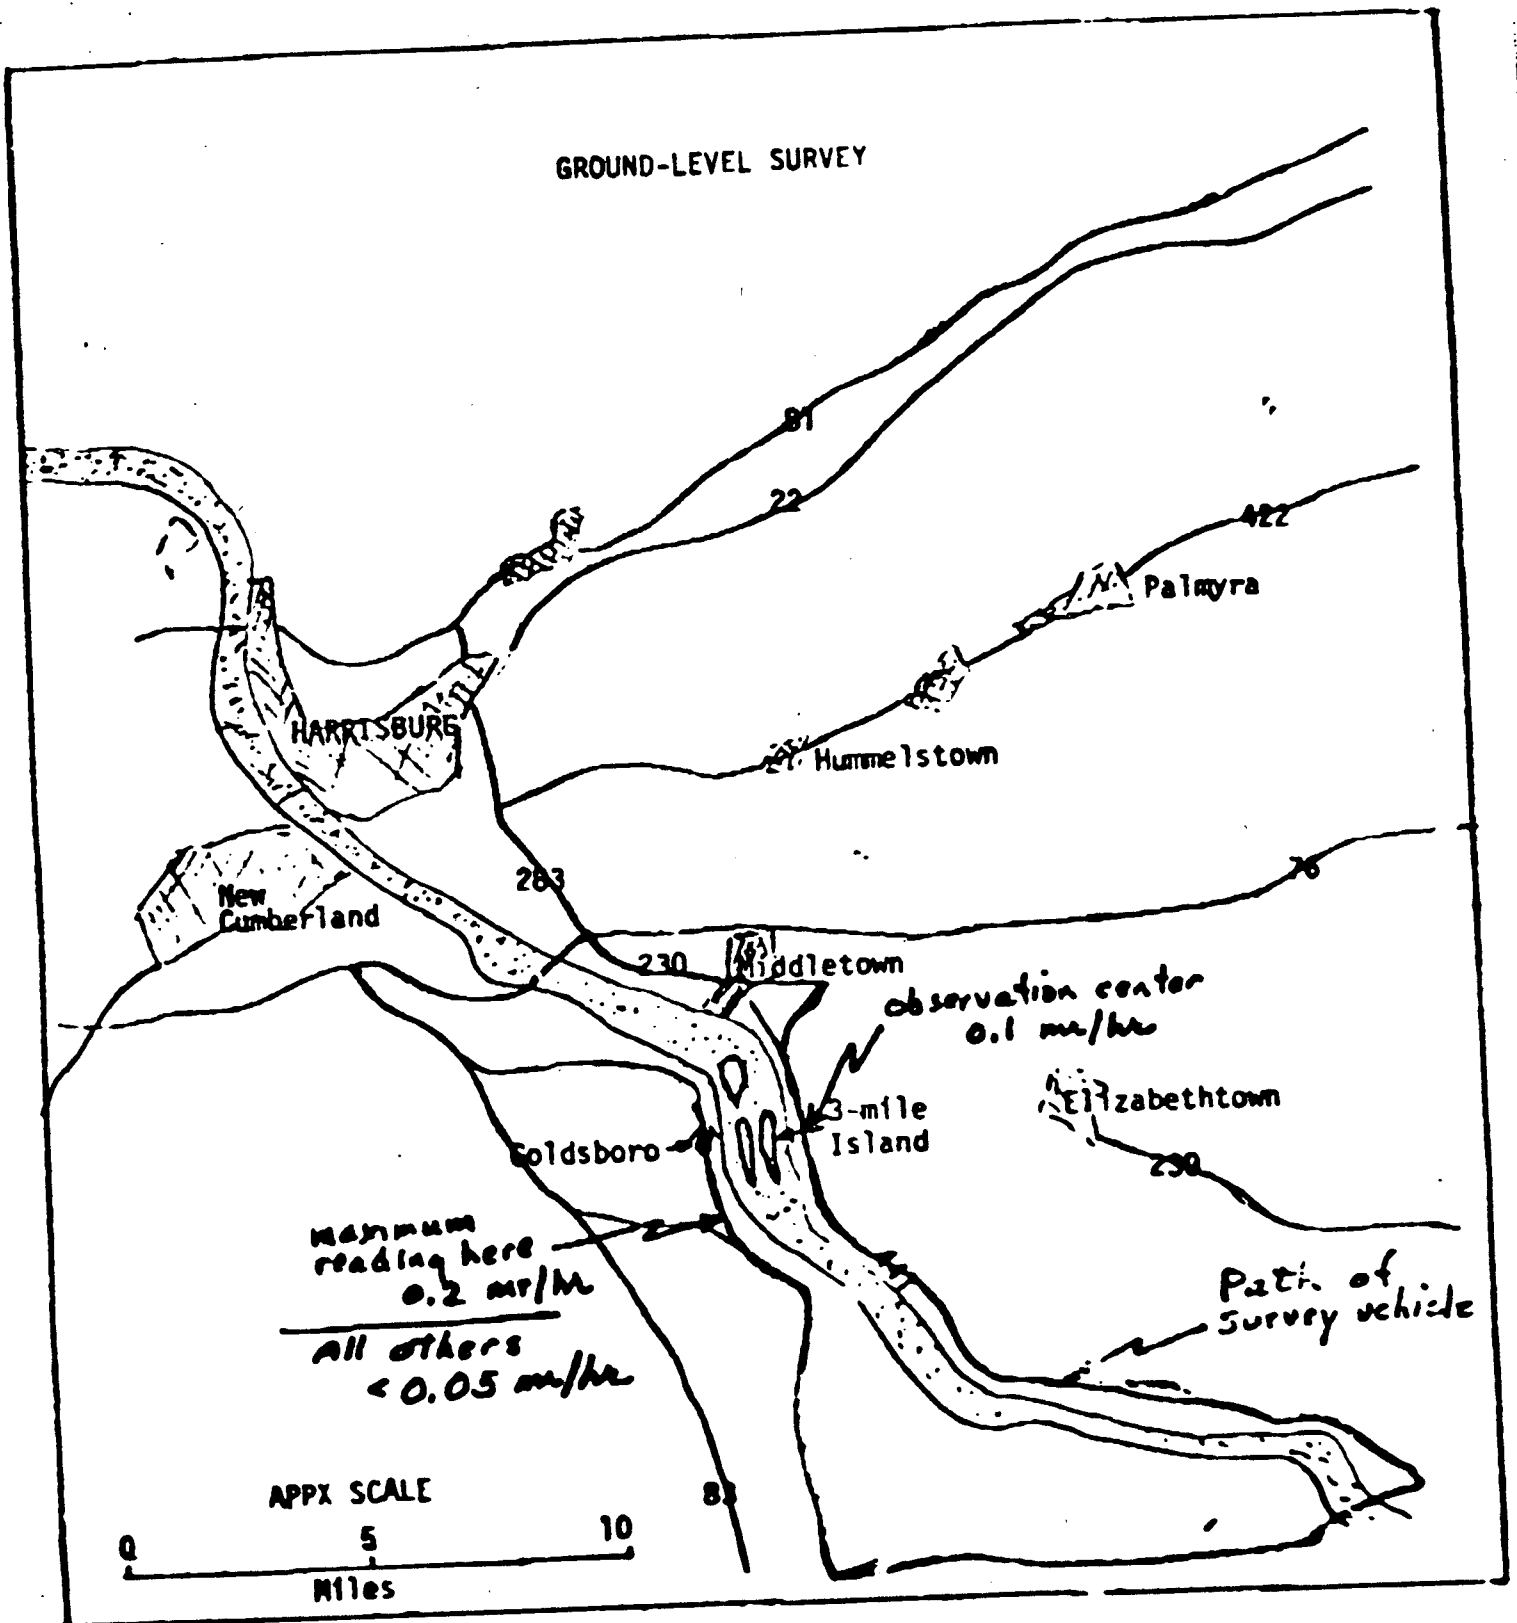 GROUND-LEVEL SURVEY
81
22
422
Palmyra
HARRISBURG
Hummelstown
283
76
New
Cumberland
230
Middletown
observation center
0.1 mr/hr
3-mile
Island
Elizabethtown
Goldsboro
230
maximum
reading here
0.2 mr/hr
All others
< 0.05 mr/hr
Path of
survey vehicle
83
APPX SCALE
0 5 10
Miles